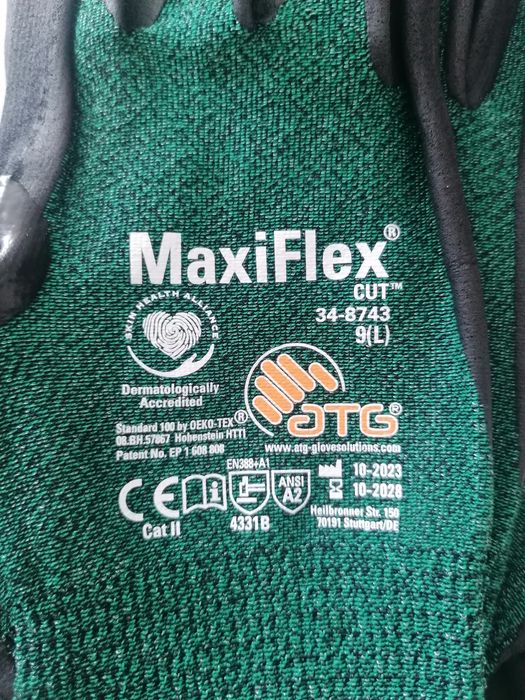 MaxiFlex®
CUT™
34-8743
9(L)
SKIN HEALTH ALLIANCE
Dermatologically
Accredited
ATG®
www.atg-glovesolutions.com
Standard 100 by OEKO-TEX®
08.BH.57867 Hohenstein HTTI
Patent No. EP 1 608 808
CE
Cat II
i
EN388+A1
4331B
ANSI
A2
10-2023
10-2028
Heilbronner Str. 150
70191 Stuttgart/DE